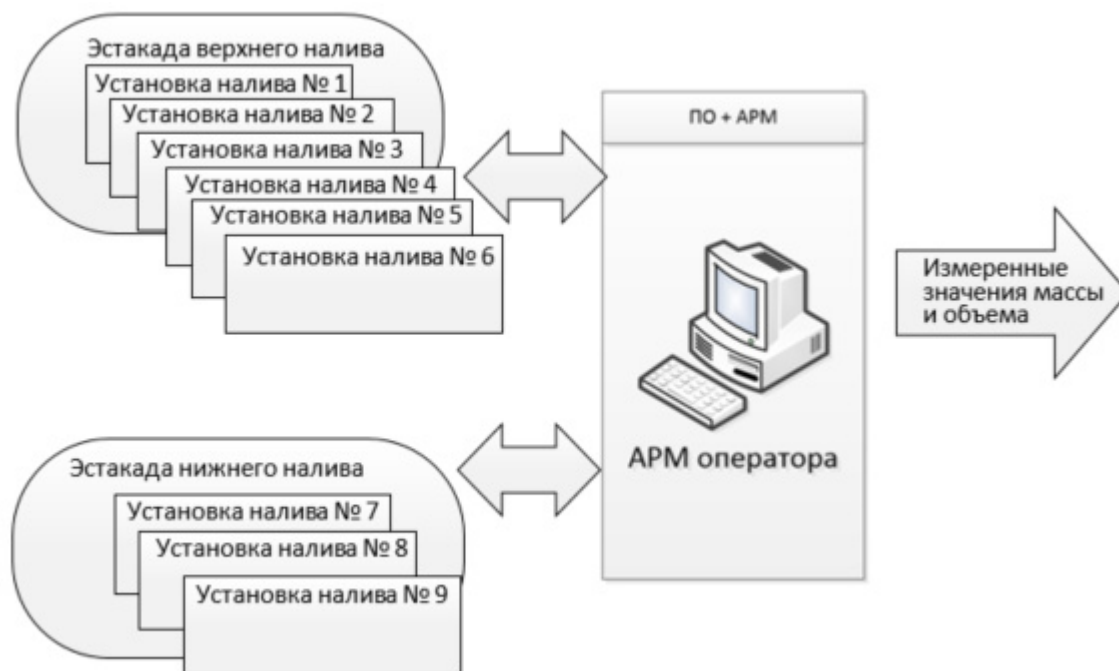 Эстакада верхнего налива
Установка налива № 1
Установка налива № 2
Установка налива № 3
Установка налива № 4
Установка налива № 5
Установка налива № 6
ПО + АРМ
АРМ оператора
Измеренные
значения массы
и объема
Эстакада нижнего налива
Установка налива № 7
Установка налива № 8
Установка налива № 9